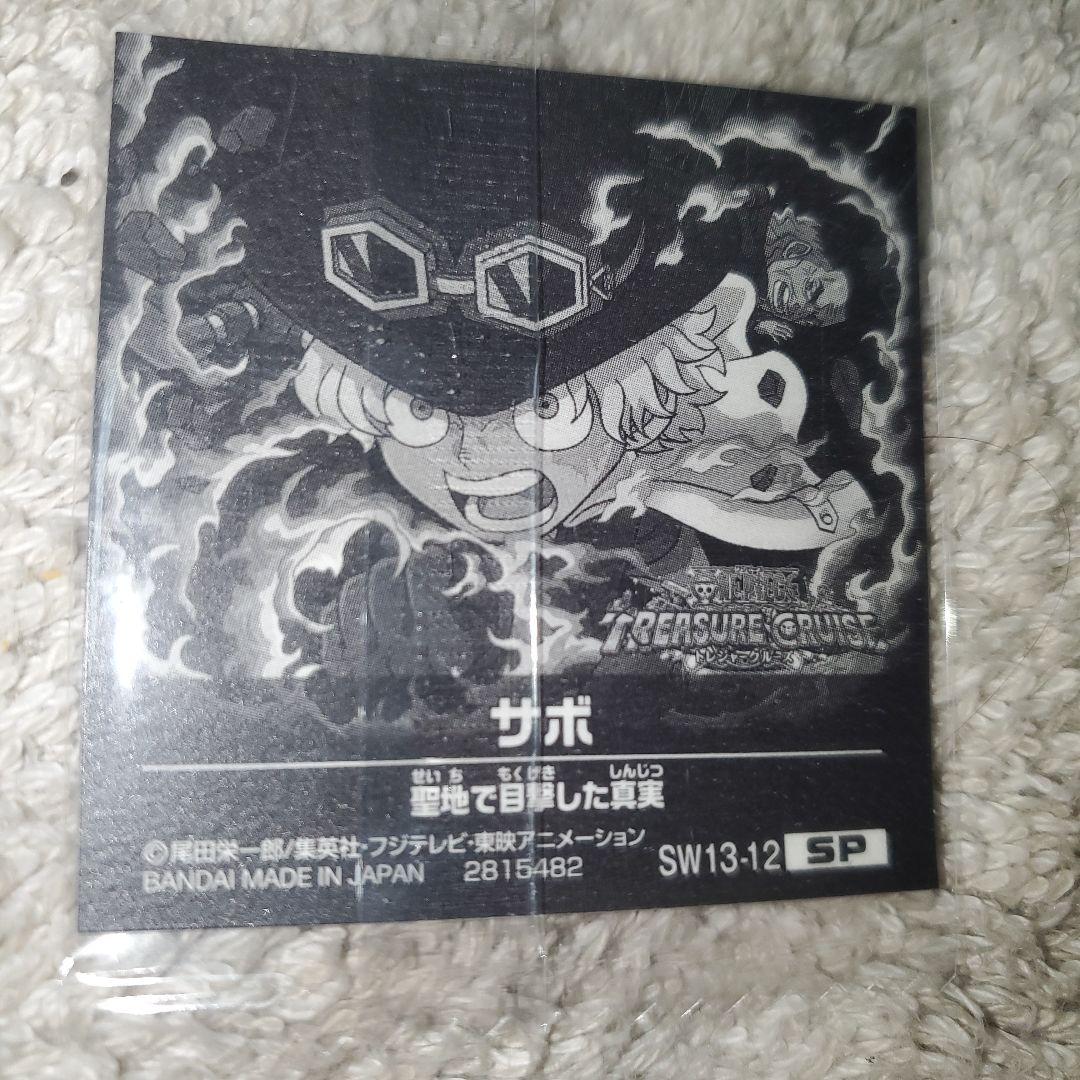 ONE PIECE
TREASURE CRUISE
トレジャークルーズ
サボ
せいち もくげき しんじつ
聖地で目撃した真実
©尾田栄一郎/集英社・フジテレビ・東映アニメーション
BANDAI MADE IN JAPAN 2815482
SW13-12 SP